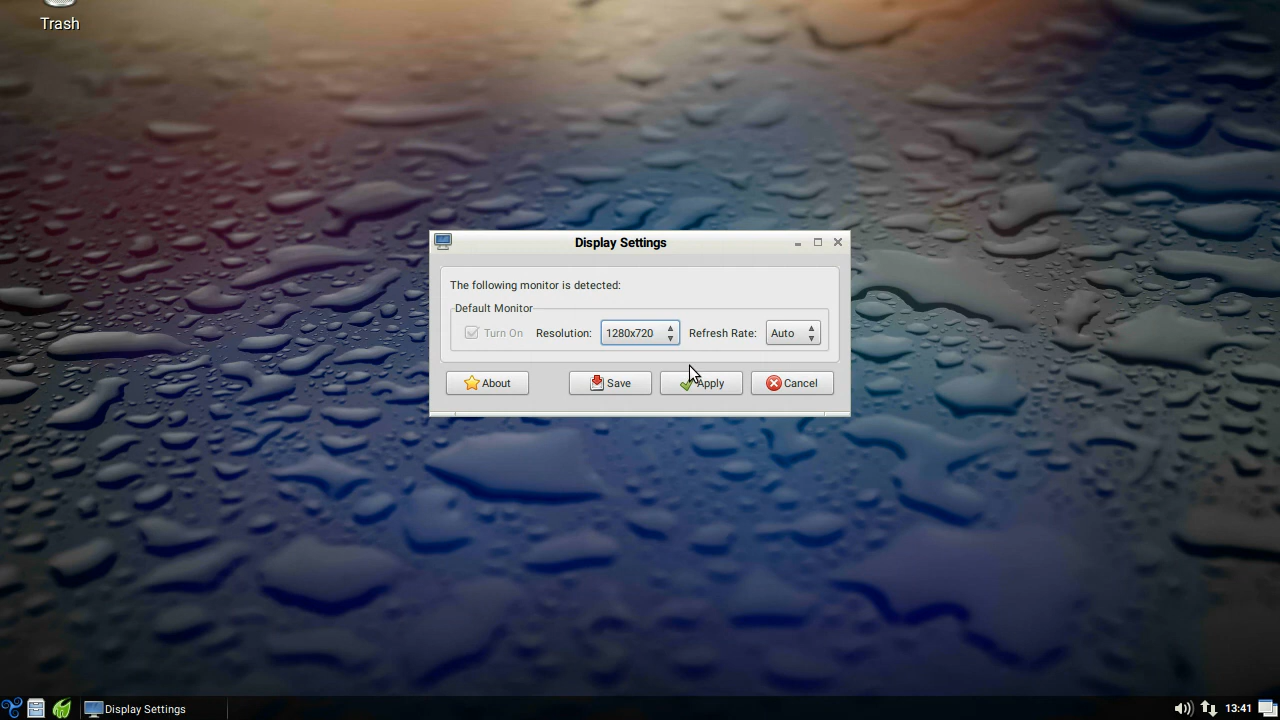 Trash
Display Settings
The following monitor is detected:
Default Monitor
Turn On Resolution: 1280x720 Refresh Rate: Auto
About Save Apply Cancel
Display Settings 13:41